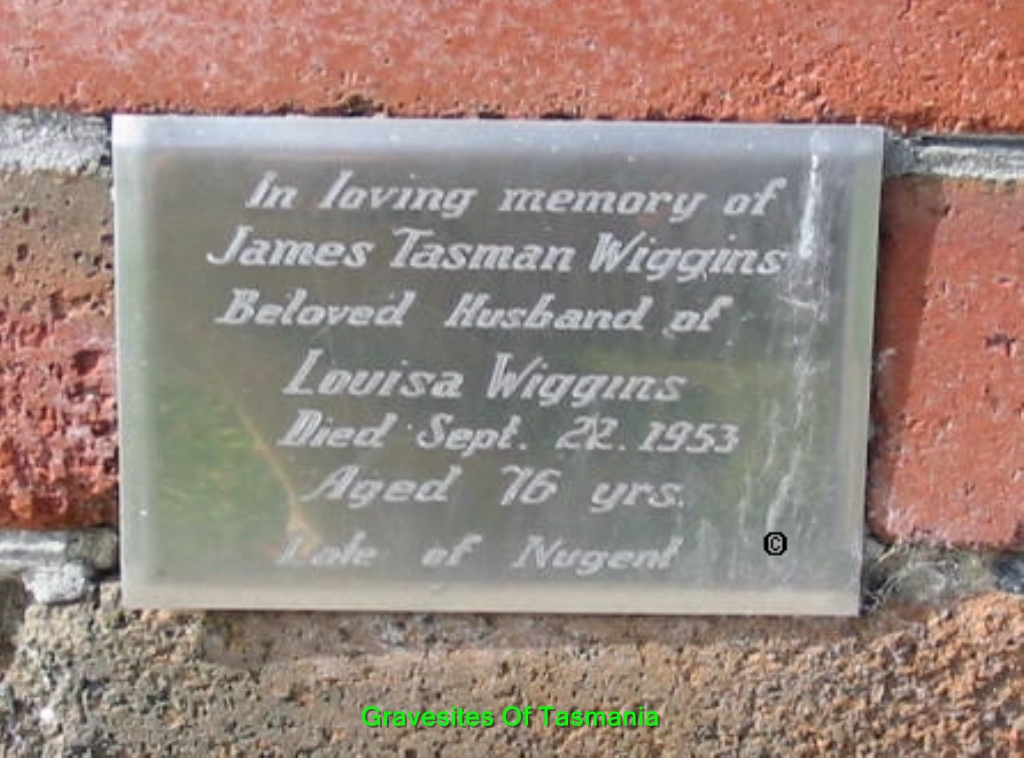 In loving memory of
James Tasman Wiggins
Beloved Husband of
Louisa Wiggins
Died Sept. 22. 1953
Aged 76 yrs.
Late of Nugent
©
Gravesites Of Tasmania